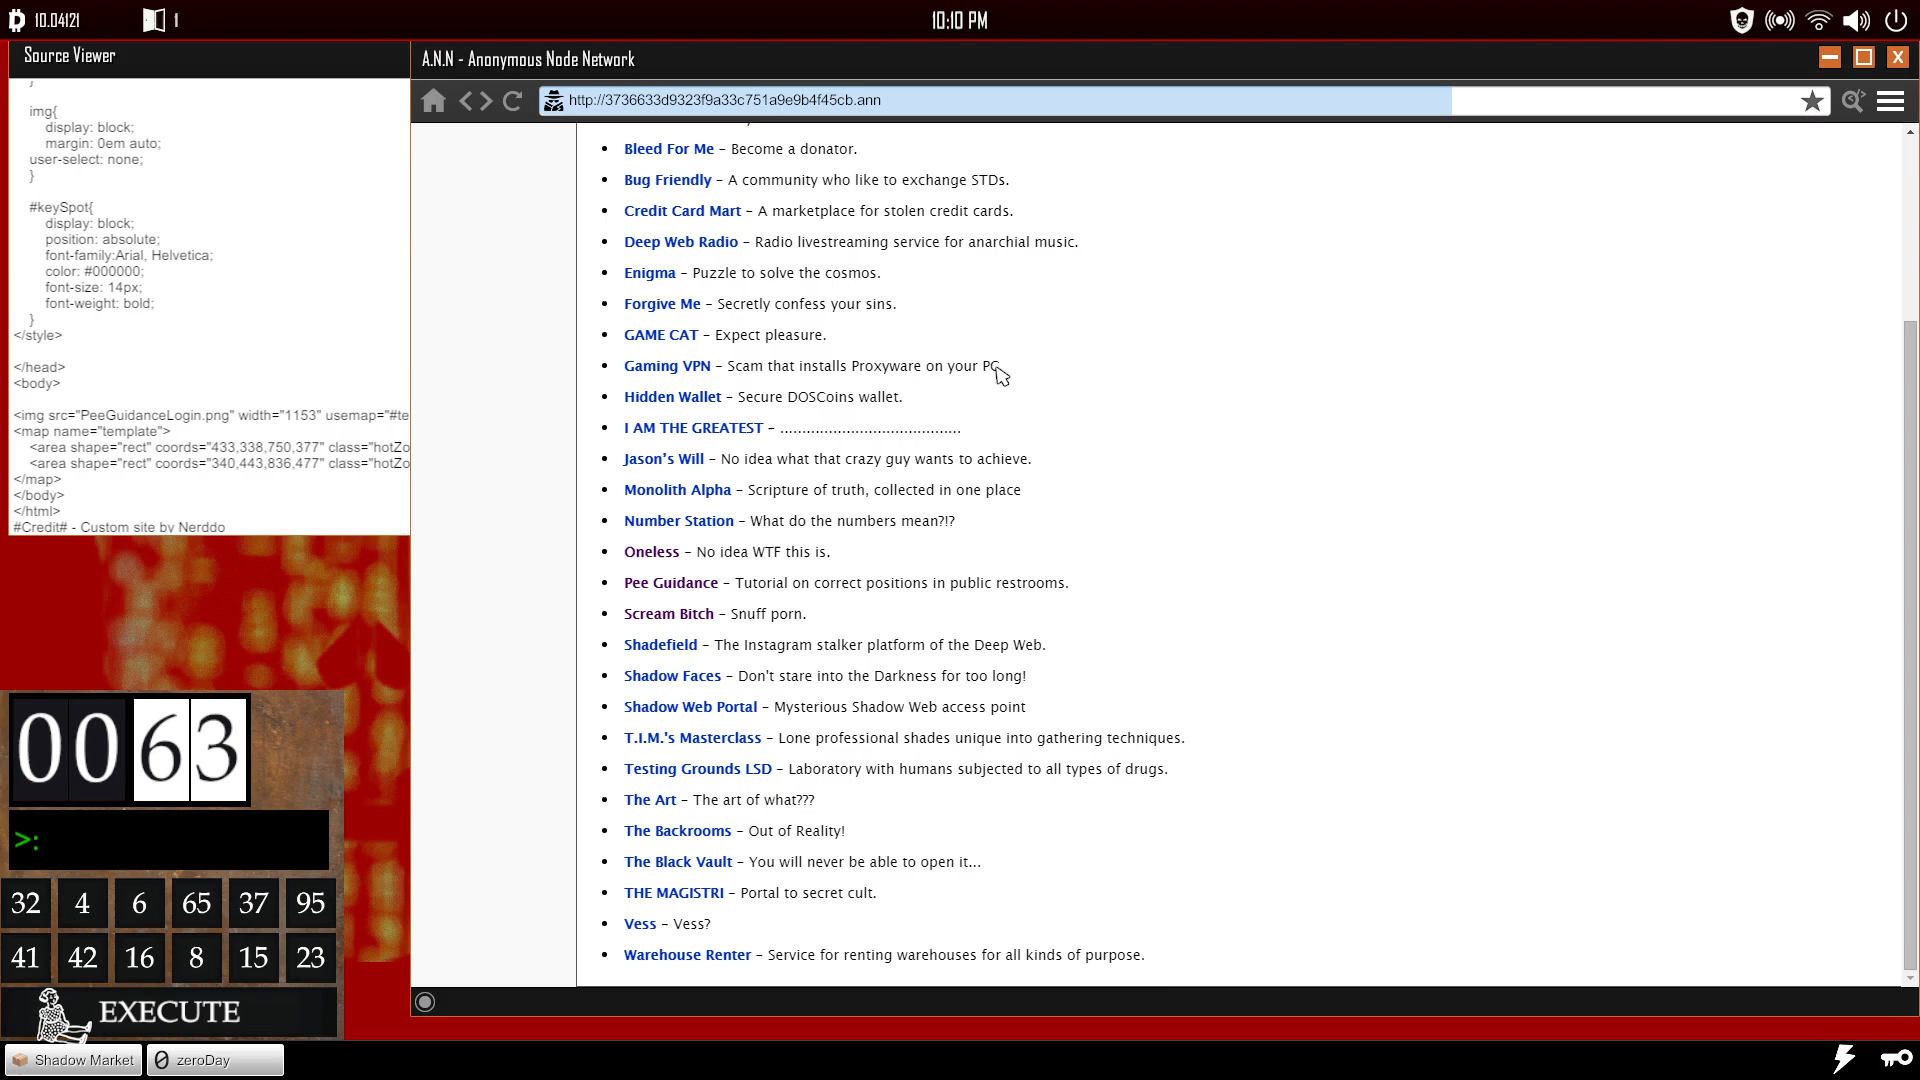 10.04121
1
10:10 PM
Source Viewer
}
img{
display: block;
margin: 0em auto;
user-select: none;
}
#keySpot{
display: block;
position: absolute;
font-family:Arial, Helvetica;
color: #000000;
font-size: 14px;
font-weight: bold;
}
</style>
</head>
<body>
<img src="PeeGuidanceLogin.png" width="1153" usemap="#te
<map name="template">
<area shape="rect" coords="433,338,750,377" class="hotZo
<area shape="rect" coords="340,443,836,477" class="hotZo
</map>
</body>
</html>
#Credit# - Custom site by Nerddo
A.N.N - Anonymous Node Network
http://3736633d9323f9a33c751a9e9b4f45cb.ann
Bleed For Me – Become a donator.
Bug Friendly – A community who like to exchange STDs.
Credit Card Mart – A marketplace for stolen credit cards.
Deep Web Radio – Radio livestreaming service for anarchial music.
Enigma – Puzzle to solve the cosmos.
Forgive Me – Secretly confess your sins.
GAME CAT – Expect pleasure.
Gaming VPN – Scam that installs Proxyware on your PC
Hidden Wallet – Secure DOSCoins wallet.
I AM THE GREATEST – .......................................
Jason's Will – No idea what that crazy guy wants to achieve.
Monolith Alpha – Scripture of truth, collected in one place
Number Station – What do the numbers mean?!?
Oneless – No idea WTF this is.
Pee Guidance – Tutorial on correct positions in public restrooms.
Scream Bitch – Snuff porn.
Shadefield – The Instagram stalker platform of the Deep Web.
Shadow Faces – Don't stare into the Darkness for too long!
Shadow Web Portal – Mysterious Shadow Web access point
T.I.M.'s Masterclass – Lone professional shades unique into gathering techniques.
Testing Grounds LSD – Laboratory with humans subjected to all types of drugs.
The Art – The art of what???
The Backrooms – Out of Reality!
The Black Vault – You will never be able to open it...
THE MAGISTRI – Portal to secret cult.
Vess – Vess?
Warehouse Renter – Service for renting warehouses for all kinds of purpose.
0063
>:
32 4 6 65 37 95
41 42 16 8 15 23
EXECUTE
Shadow Market
zeroDay